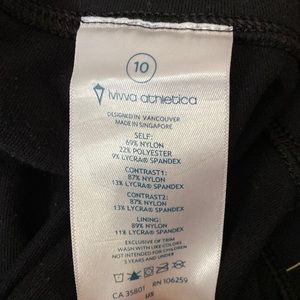 10
ivivva athletica
DESIGNED IN VANCOUVER
MADE IN SINGAPORE
SELF:
69% NYLON
22% POLYESTER
9% LYCRA® SPANDEX
CONTRAST1:
87% NYLON
13% LYCRA® SPANDEX
CONTRAST2:
87% NYLON
13% LYCRA® SPANDEX
LINING:
89% NYLON
11% LYCRA® SPANDEX
EXCLUSIVE OF TRIM
WASH WITH LIKE COLORS
NOT INTENDED FOR CHILDREN
3 YEARS AND UNDER
CA 35801 RN 106259